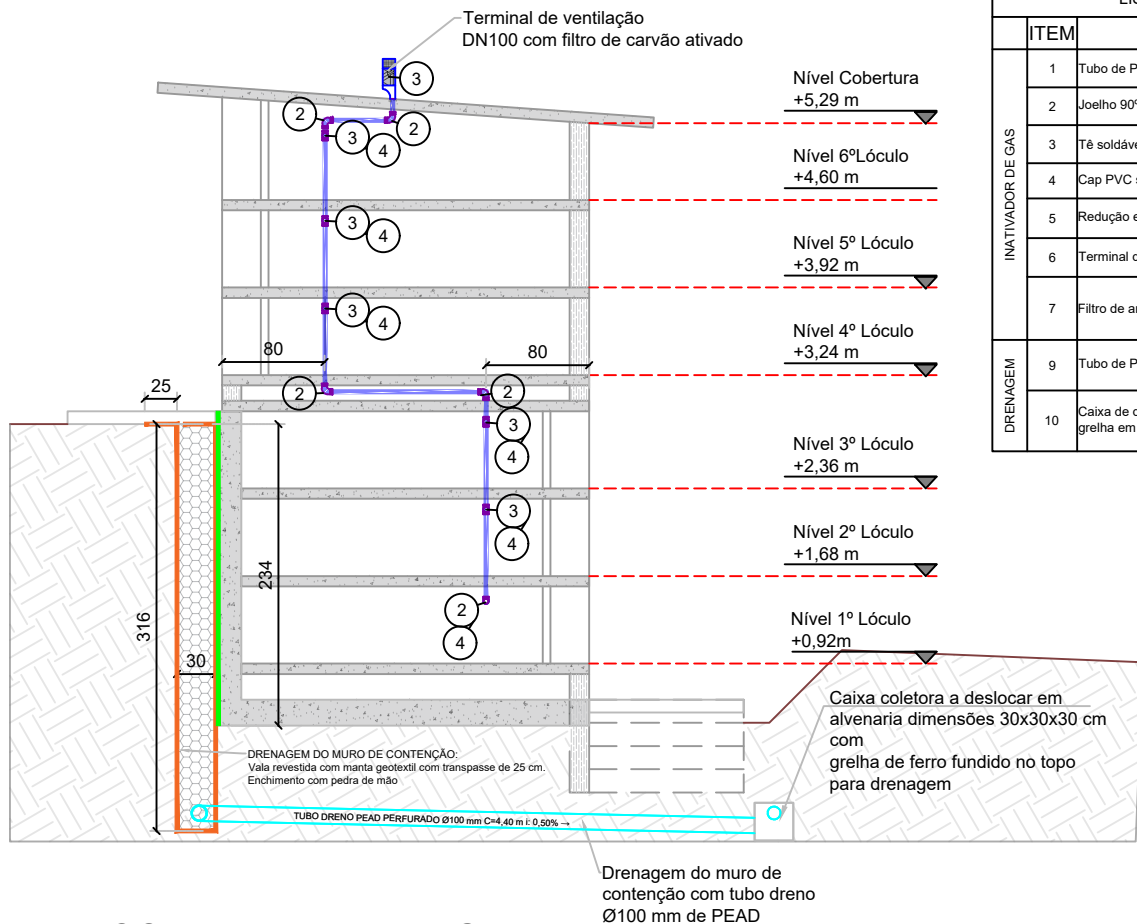 Terminal de ventilação
DN100 com filtro de carvão ativado
3
2
2
3
4
3
4
3
4
80
80
25
2
2
3
4
3
4
2
4
316
234
30
Nível Cobertura
+5,29 m
Nível 6ºLóculo
+4,60 m
Nível 5º Lóculo
+3,92 m
Nível 4º Lóculo
+3,24 m
Nível 3º Lóculo
+2,36 m
Nível 2º Lóculo
+1,68 m
Nível 1º Lóculo
+0,92m
Caixa coletora a deslocar em
alvenaria dimensões 30x30x30 cm
com
grelha de ferro fundido no topo
para drenagem
DRENAGEM DO MURO DE CONTENÇÃO:
Vala revestida com manta geotextil com transpasse de 25 cm.
Enchimento com pedra de mão
TUBO DRENO PEAD PERFURADO Ø100 mm C=4,40 m i: 0,50% →
Drenagem do muro de
contenção com tubo dreno
Ø100 mm de PEAD
ITEM
INATIVADOR DE GAS
1 Tubo de P
2 Joelho 90º
3 Tê soldáve
4 Cap PVC s
5 Redução e
6 Terminal d
7 Filtro de a
DRENAGEM
9 Tubo de P
10 Caixa de
grelha em